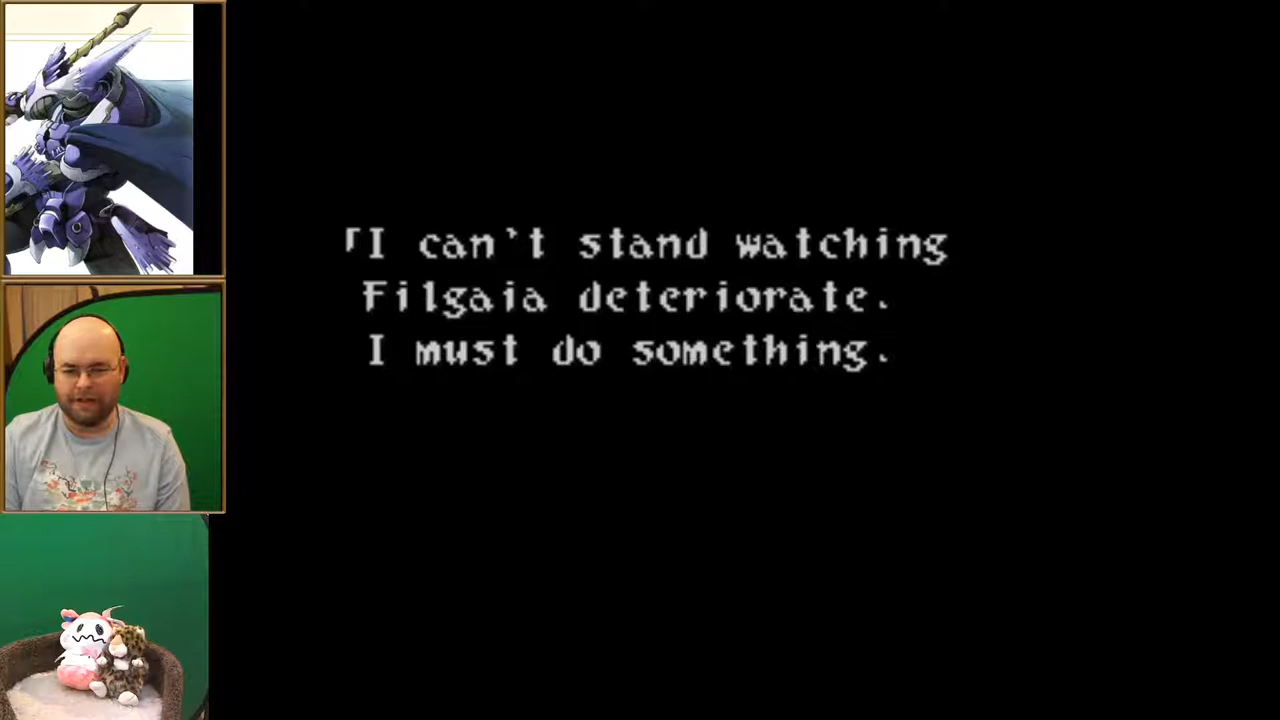 「I can't stand watching
Filgaia deteriorate.
I must do something.